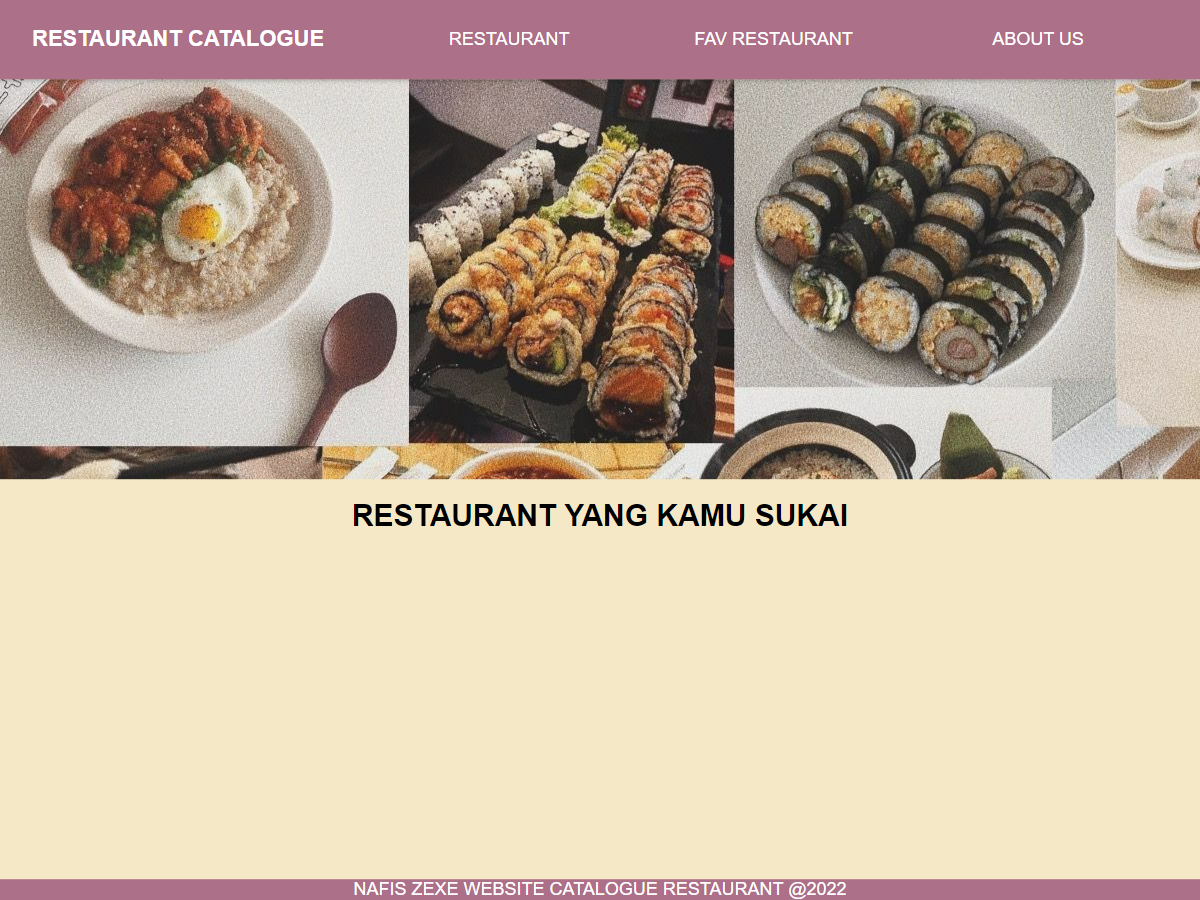 RESTAURANT CATALOGUE
RESTAURANT
FAV RESTAURANT
ABOUT US
RESTAURANT YANG KAMU SUKAI
NAFIS ZEXE WEBSITE CATALOGUE RESTAURANT @2022